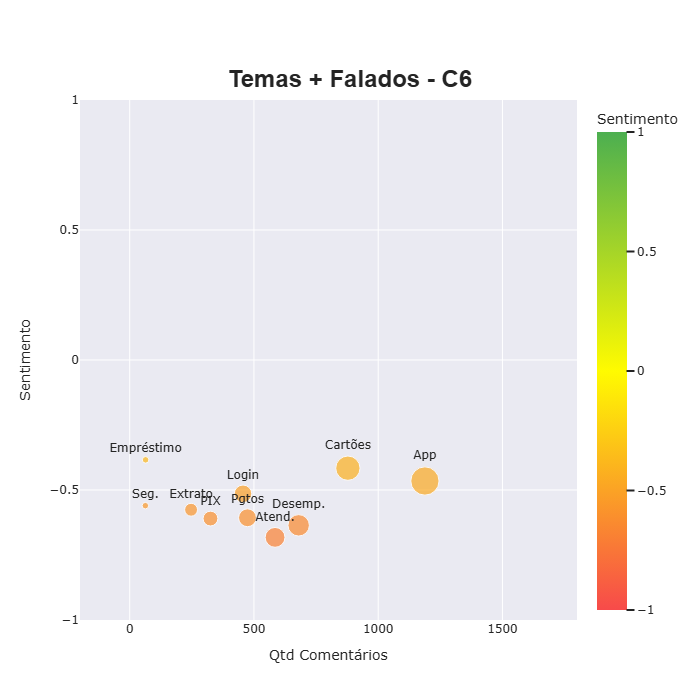 Temas + Falados - C6
Sentimento
1
0.5
0
−0.5
−1
Sentimento
1
0.5
0
−0.5
−1
Empréstimo
Cartões
App
Login
Seg.
Extrato
PIX
Pgtos
Desemp.
Atend.
0
500
1000
1500
Qtd Comentários